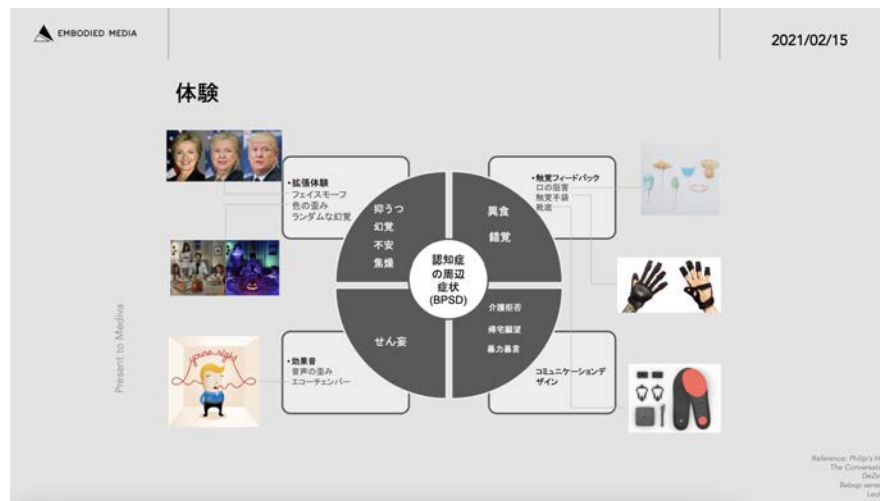 EMBODIED MEDIA
2021/02/15
体験
・拡張体験
フェイスモーフ
色の歪み
ランダムな幻覚
・触覚フィードバック
口の阻害
触覚手袋
靴底
抑うつ
幻覚
不安
焦燥
異食
錯覚
認知症
の周辺
症状
(BPSD)
せん妄
介護拒否
帰宅願望
暴力暴言
・効果音
音声の歪み
エコーチェンバー
コミュニケーションデ
ザイン
you're right
Present to Mediva
Reference: Philip's H
The Conversati
DeZe
Bebop sens